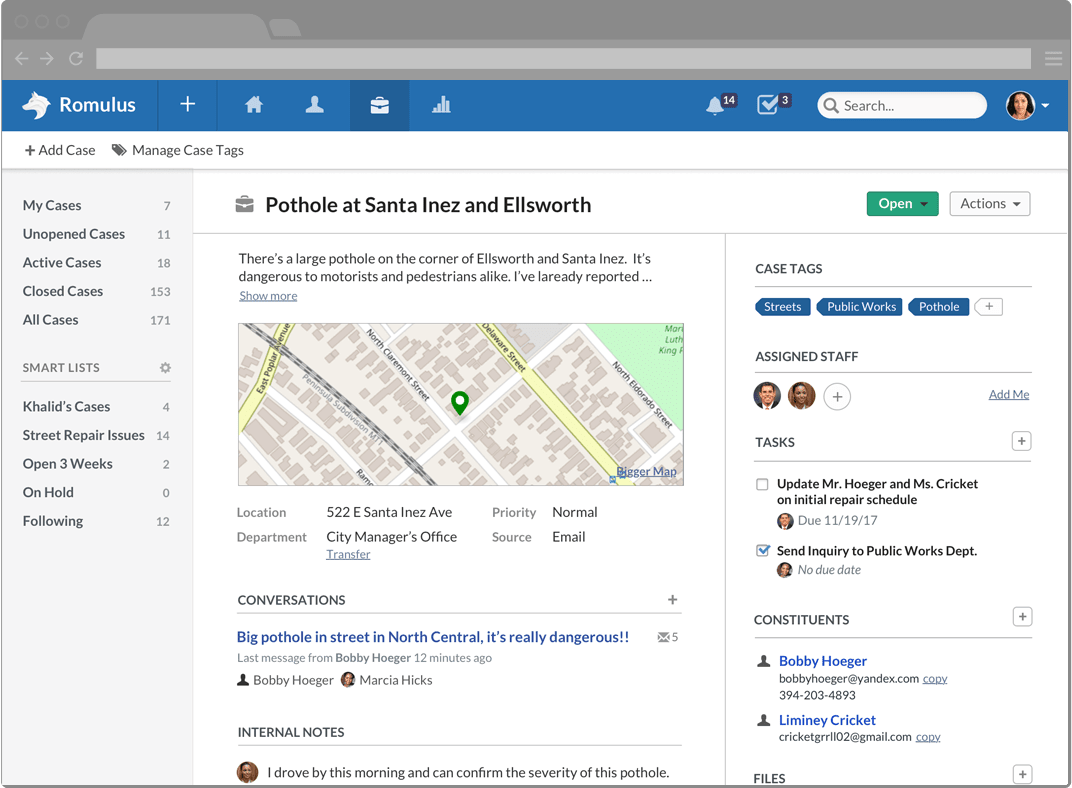 Romulus
14
3
Search...
+ Add Case
Manage Case Tags
My Cases 7
Unopened Cases 11
Active Cases 18
Closed Cases 153
All Cases 171
SMART LISTS
Khalid's Cases 4
Street Repair Issues 14
Open 3 Weeks 2
On Hold 0
Following 12
Pothole at Santa Inez and Ellsworth
Open
Actions
There's a large pothole on the corner of Ellsworth and Santa Inez. It's
dangerous to motorists and pedestrians alike. I've laready reported ...
Show more
East Poplar Avenue
North Claremont Street
Peninsula Subdivision MT1
Delaware Street
North Eldorado Street
Bigger Map
Location 522 E Santa Inez Ave Priority Normal
Department City Manager's Office Source Email
Transfer
CONVERSATIONS +
Big pothole in street in North Central, it's really dangerous!! 5
Last message from Bobby Hoeger 12 minutes ago
Bobby Hoeger Marcia Hicks
INTERNAL NOTES
I drove by this morning and can confirm the severity of this pothole.
CASE TAGS
Streets Public Works Pothole +
ASSIGNED STAFF
+ Add Me
TASKS +
Update Mr. Hoeger and Ms. Cricket
on initial repair schedule
Due 11/19/17
Send Inquiry to Public Works Dept.
No due date
CONSTITUENTS +
Bobby Hoeger
bobbyhoeger@yandex.com copy
394-203-4893
Liminey Cricket
cricketgrrll02@gmail.com copy
FILES +